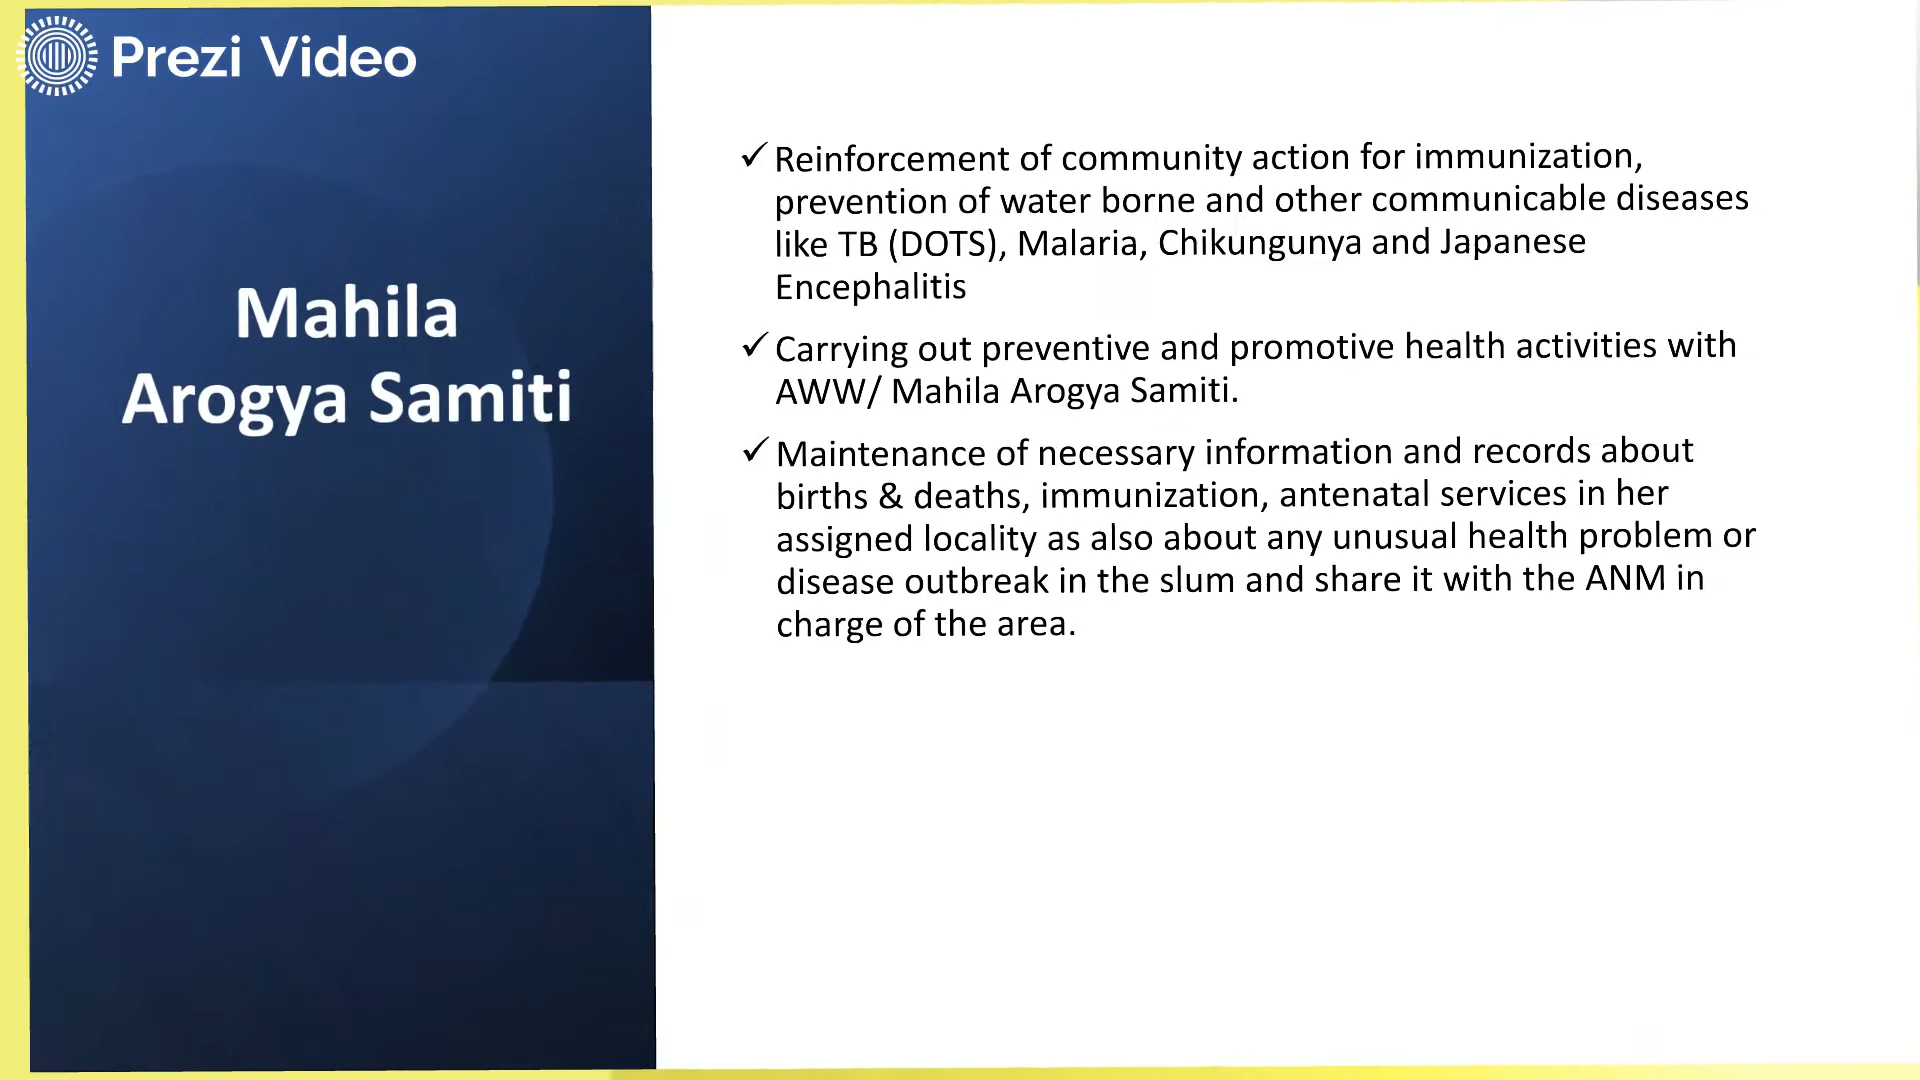 Prezi Video
Mahila
Arogya Samiti
✓ Reinforcement of community action for immunization,
prevention of water borne and other communicable diseases
like TB (DOTS), Malaria, Chikungunya and Japanese
Encephalitis
✓ Carrying out preventive and promotive health activities with
AWW/ Mahila Arogya Samiti.
✓ Maintenance of necessary information and records about
births & deaths, immunization, antenatal services in her
assigned locality as also about any unusual health problem or
disease outbreak in the slum and share it with the ANM in
charge of the area.